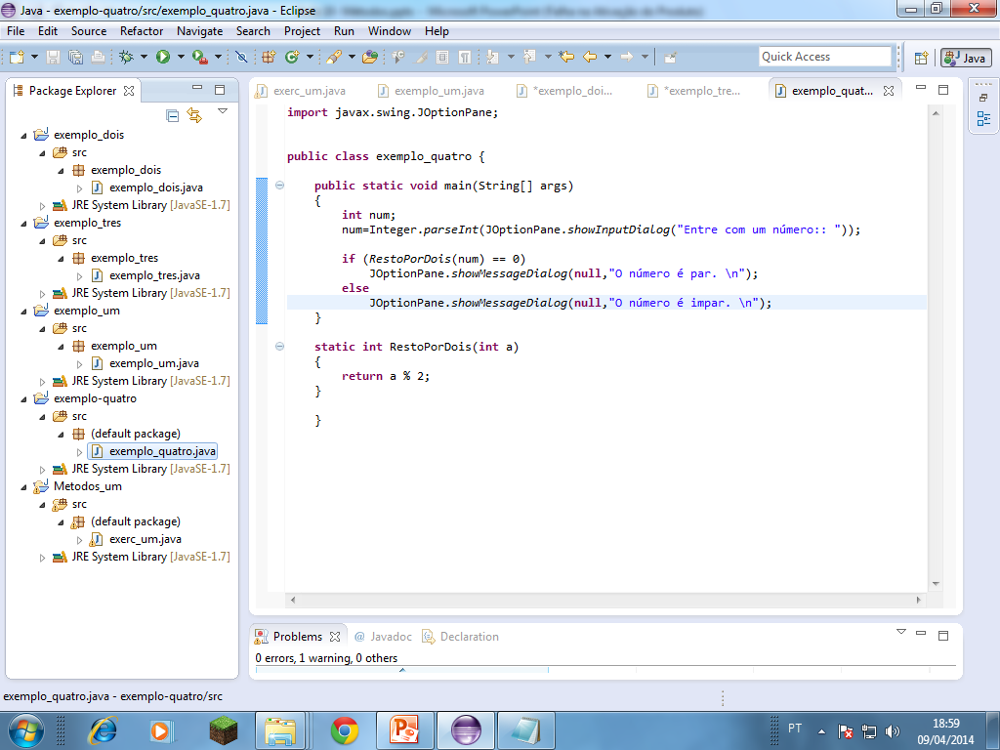 Java - exemplo-quatro/src/exemplo_quatro.java - Eclipse
File Edit Source Refactor Navigate Search Project Run Window Help
Quick Access
Java
Package Explorer
exemplo_dois
src
exemplo_dois
exemplo_dois.java
JRE System Library [JavaSE-1.7]
exemplo_tres
src
exemplo_tres
exemplo_tres.java
JRE System Library [JavaSE-1.7]
exemplo_um
src
exemplo_um
exemplo_um.java
JRE System Library [JavaSE-1.7]
exemplo-quatro
src
(default package)
exemplo_quatro.java
JRE System Library [JavaSE-1.7]
Metodos_um
src
(default package)
exerc_um.java
JRE System Library [JavaSE-1.7]
exerc_um.java exemplo_um.java *exemplo_doi... *exemplo_tre... exemplo_quat...
import javax.swing.JOptionPane;
public class exemplo_quatro {
public static void main(String[] args)
{
int num;
num=Integer.parseInt(JOptionPane.showInputDialog("Entre com um número:: "));
if (RestoPorDois(num) == 0)
JOptionPane.showMessageDialog(null,"O número é par. \n");
else
JOptionPane.showMessageDialog(null,"O número é impar. \n");
}
static int RestoPorDois(int a)
{
return a % 2;
}
}
Problems @ Javadoc Declaration
0 errors, 1 warning, 0 others
exemplo_quatro.java - exemplo-quatro/src
PT
18:59
09/04/2014